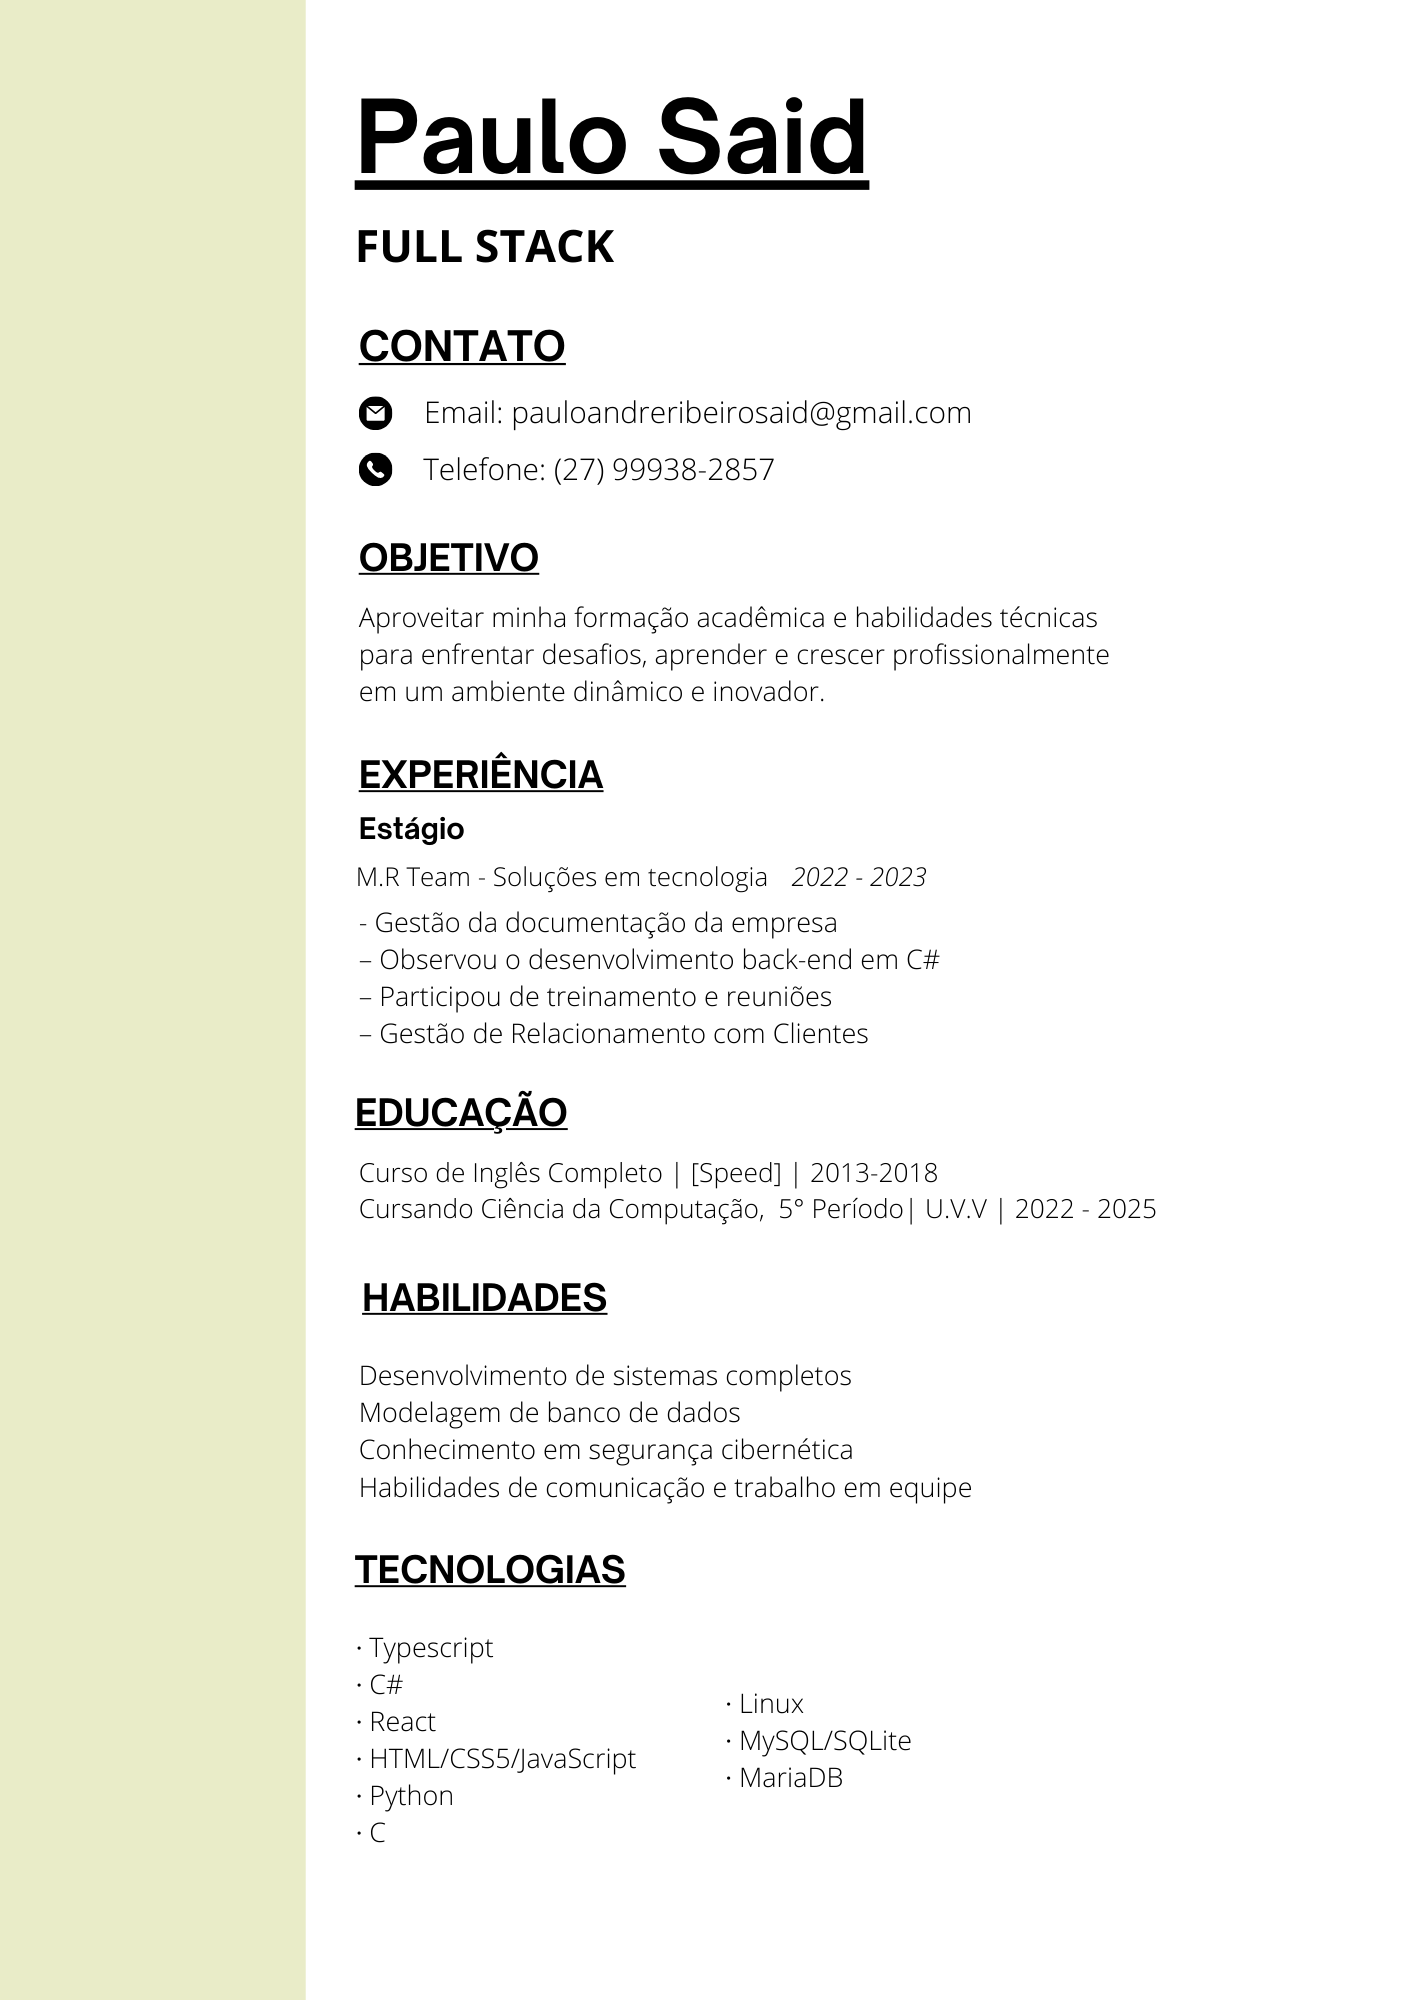 Paulo Said
FULL STACK
CONTATO
Email: pauloandreribeirosaid@gmail.com
Telefone: (27) 99938-2857
OBJETIVO
Aproveitar minha formação acadêmica e habilidades técnicas
para enfrentar desafios, aprender e crescer profissionalmente
em um ambiente dinâmico e inovador.
EXPERIÊNCIA
Estágio
M.R Team - Soluções em tecnologia 2022 - 2023
- Gestão da documentação da empresa
– Observou o desenvolvimento back-end em C#
– Participou de treinamento e reuniões
– Gestão de Relacionamento com Clientes
EDUCAÇÃO
Curso de Inglês Completo | [Speed] | 2013-2018
Cursando Ciência da Computação, 5° Período| U.V.V | 2022 - 2025
HABILIDADES
Desenvolvimento de sistemas completos
Modelagem de banco de dados
Conhecimento em segurança cibernética
Habilidades de comunicação e trabalho em equipe
TECNOLOGIAS
· Typescript
· C#
· React
· HTML/CSS5/JavaScript
· Python
· C
· Linux
· MySQL/SQLite
· MariaDB